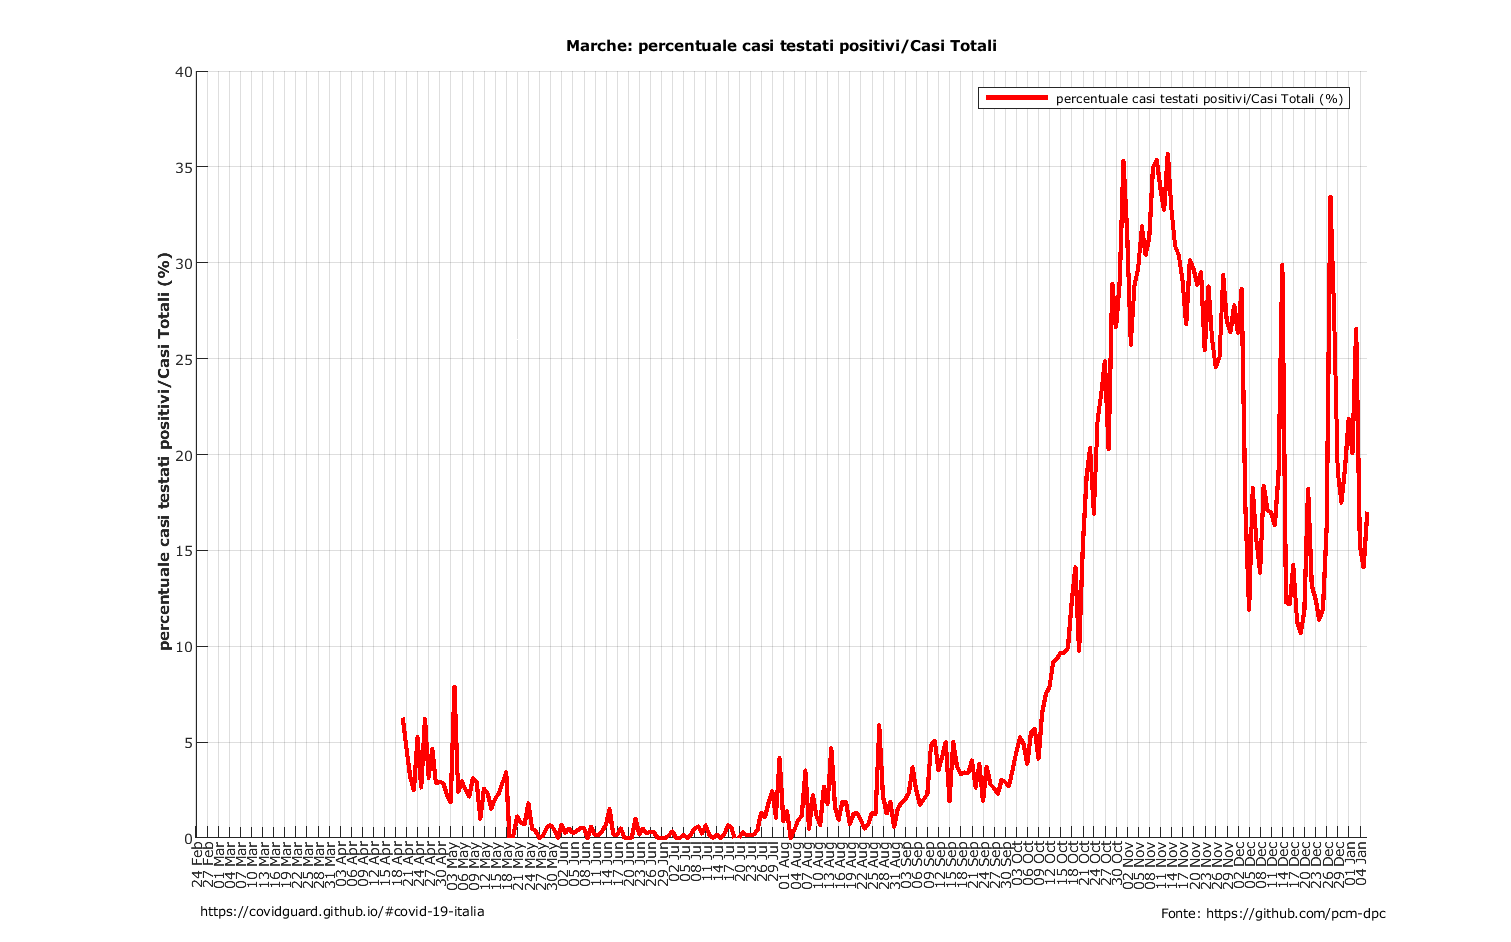 Marche: percentuale casi testati positivi/Casi Totali
percentuale casi testati positivi/Casi Totali (%)
percentuale casi testati positivi/Casi Totali (%)
40
35
30
25
20
15
10
5
0
24 Feb
27 Feb
01 Mar
04 Mar
07 Mar
10 Mar
13 Mar
16 Mar
19 Mar
22 Mar
25 Mar
28 Mar
31 Mar
03 Apr
06 Apr
09 Apr
12 Apr
15 Apr
18 Apr
21 Apr
24 Apr
27 Apr
30 Apr
03 May
06 May
09 May
12 May
15 May
18 May
21 May
24 May
27 May
30 May
02 Jun
05 Jun
08 Jun
11 Jun
14 Jun
17 Jun
20 Jun
23 Jun
26 Jun
29 Jun
02 Jul
05 Jul
08 Jul
11 Jul
14 Jul
17 Jul
20 Jul
23 Jul
26 Jul
29 Jul
01 Aug
04 Aug
07 Aug
10 Aug
13 Aug
16 Aug
19 Aug
22 Aug
25 Aug
28 Aug
31 Aug
03 Sep
06 Sep
09 Sep
12 Sep
15 Sep
18 Sep
21 Sep
24 Sep
27 Sep
30 Sep
03 Oct
06 Oct
09 Oct
12 Oct
15 Oct
18 Oct
21 Oct
24 Oct
27 Oct
30 Oct
02 Nov
05 Nov
08 Nov
11 Nov
14 Nov
17 Nov
20 Nov
23 Nov
26 Nov
29 Nov
02 Dec
05 Dec
08 Dec
11 Dec
14 Dec
17 Dec
20 Dec
23 Dec
26 Dec
29 Dec
01 Jan
04 Jan
https://covidguard.github.io/#covid-19-italia
Fonte: https://github.com/pcm-dpc